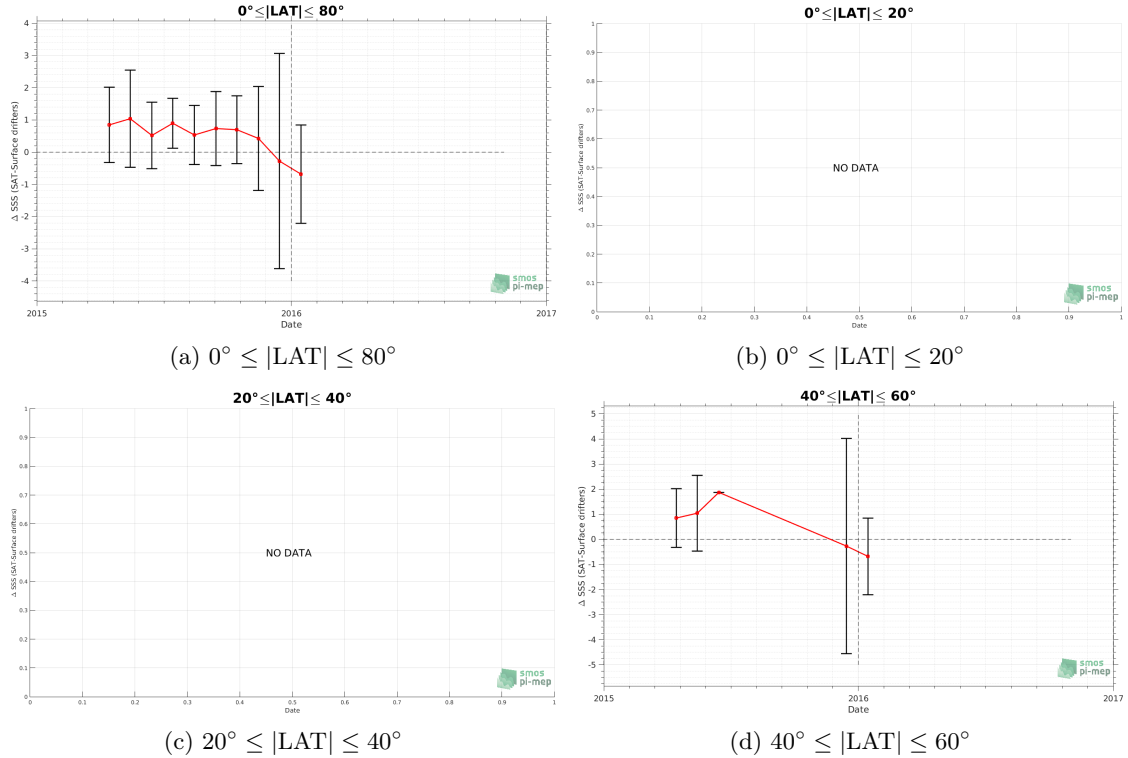 0°≤|LAT|≤ 80°
4
3
2
1
0
-1
-2
-3
-4
Δ SSS (SAT-Surface drifters)
2015
2016
2017
Date
smos
pi-mep
(a) 0° ≤ |LAT| ≤ 80°
0°≤|LAT|≤ 20°
1
0.9
0.8
0.7
0.6
0.5
0.4
0.3
0.2
0.1
0
Δ SSS (SAT-Surface drifters)
NO DATA
0 0.1 0.2 0.3 0.4 0.5 0.6 0.7 0.8 0.9 1
Date
smos
pi-mep
(b) 0° ≤ |LAT| ≤ 20°
20°≤|LAT|≤ 40°
1
0.9
0.8
0.7
0.6
0.5
0.4
0.3
0.2
0.1
0
Δ SSS (SAT-Surface drifters)
NO DATA
0 0.1 0.2 0.3 0.4 0.5 0.6 0.7 0.8 0.9 1
Date
smos
pi-mep
(c) 20° ≤ |LAT| ≤ 40°
40°≤|LAT|≤ 60°
5
4
3
2
1
0
-1
-2
-3
-4
-5
Δ SSS (SAT-Surface drifters)
2015
2016
2017
Date
smos
pi-mep
(d) 40° ≤ |LAT| ≤ 60°